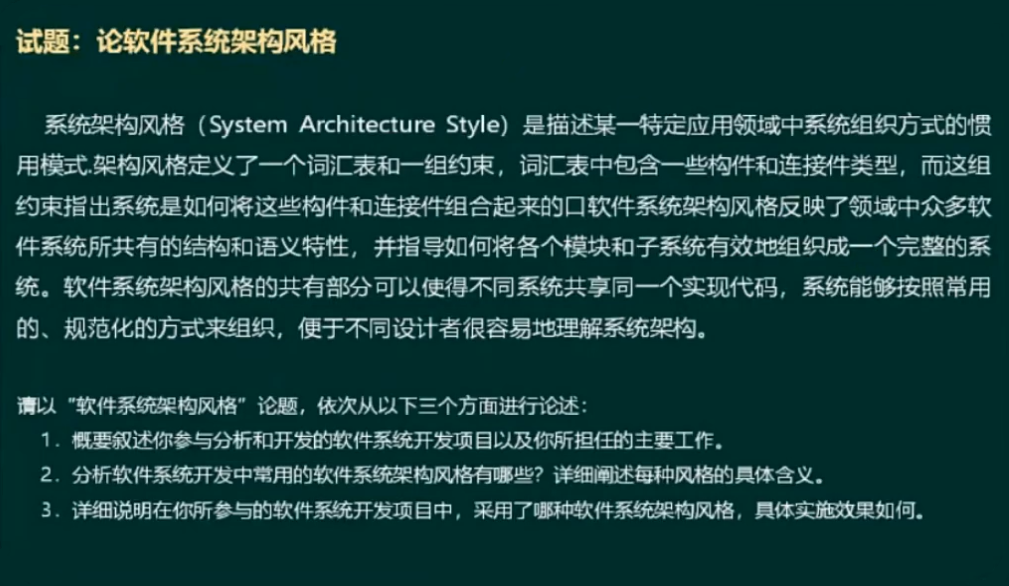 试题：论软件系统架构风格
系统架构风格（System Architecture Style）是描述某一特定应用领域中系统组织方式的惯
用模式.架构风格定义了一个词汇表和一组约束，词汇表中包含一些构件和连接件类型，而这组
约束指出系统是如何将这些构件和连接件组合起来的口软件系统架构风格反映了领域中众多软
件系统所共有的结构和语义特性，并指导如何将各个模块和子系统有效地组织成一个完整的系
统。软件系统架构风格的共有部分可以使得不同系统共享同一个实现代码，系统能够按照常用
的、规范化的方式来组织，便于不同设计者很容易地理解系统架构。
请以“软件系统架构风格”论题，依次从以下三个方面进行论述：
1. 概要叙述你参与分析和开发的软件系统开发项目以及你所担任的主要工作。
2. 分析软件系统开发中常用的软件系统架构风格有哪些？详细阐述每种风格的具体含义。
3. 详细说明在你所参与的软件系统开发项目中，采用了哪种软件系统架构风格，具体实施效果如何。